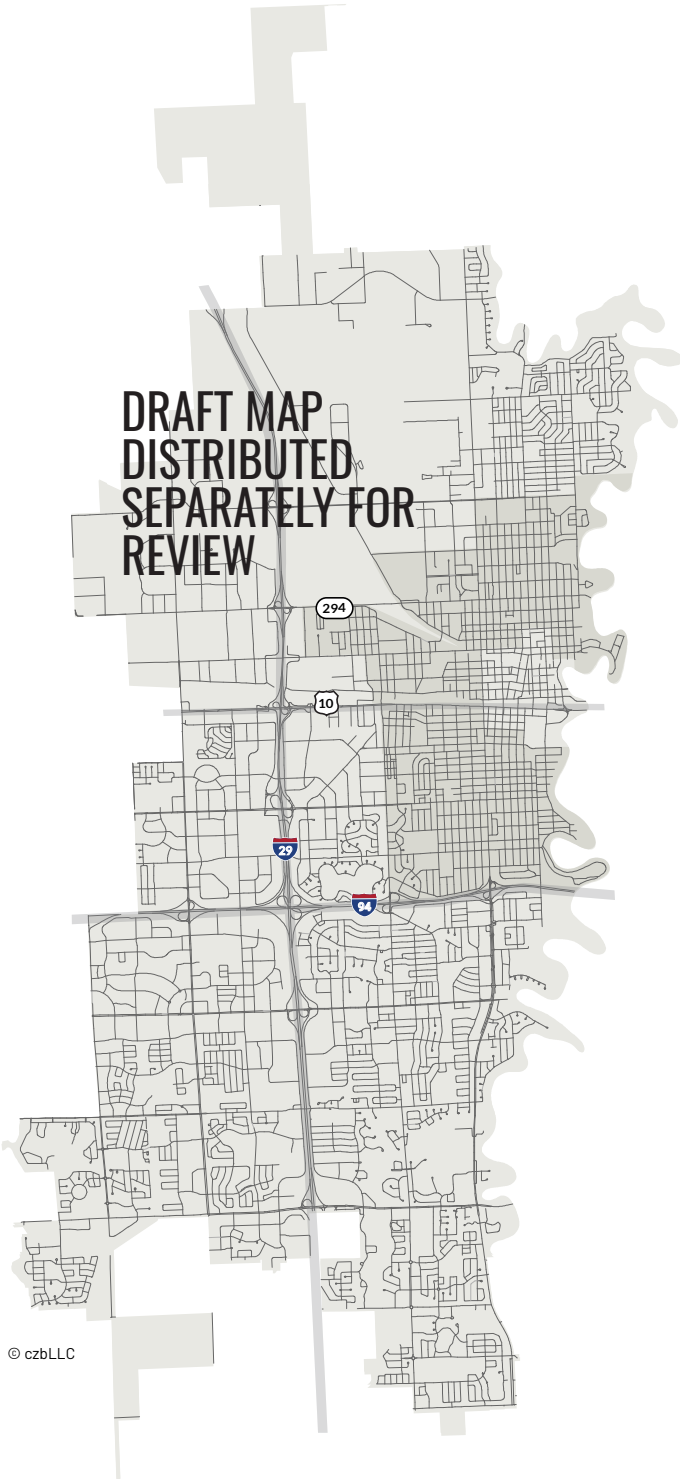 DRAFT MAP
DISTRIBUTED
SEPARATELY FOR
REVIEW
294
10
29
94
© czbLLC